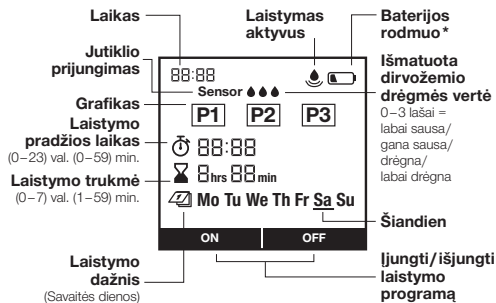 Laikas
Laistymas
aktyvus
Baterijos
rodmuo*
Jutiklio
prijungimas
Grafikas
Laistymo
pradžios laikas
(0–23) val. (0–59) min.
Laistymo trukmė
(0–7) val. (1–59) min.
88:88
Sensor
P1 P2 P3
88:88
8hrs 88min
Mo Tu We Th Fr Sa Su
ON OFF
Išmatuota
dirvožemio
drėgmės vertė
0–3 lašai =
labai sausa/
gana sausa/
drėgna/
labai drėgna
Šiandien
Laistymo
dažnis
(Savaitės dienos)
Įjungti/išjungti
laistymo
programą